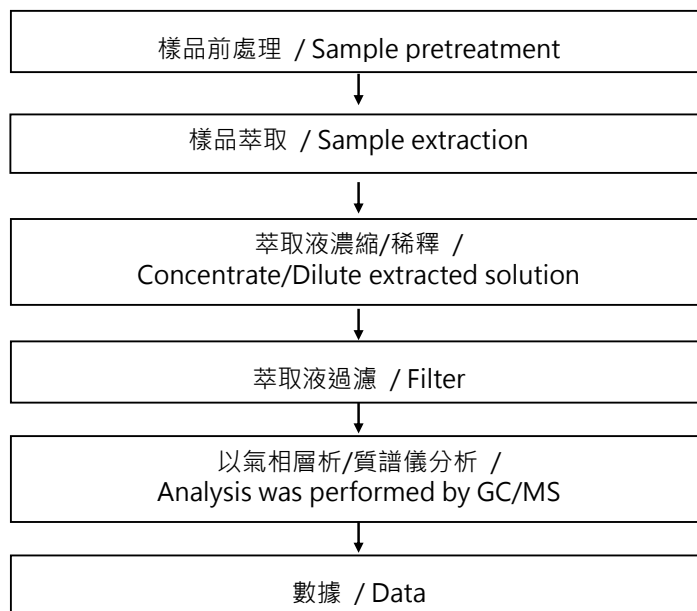 樣品前處理 / Sample pretreatment
樣品萃取 / Sample extraction
萃取液濃縮/稀釋 /
Concentrate/Dilute extracted solution
萃取液過濾 / Filter
以氣相層析/質譜儀分析 /
Analysis was performed by GC/MS
數據 / Data